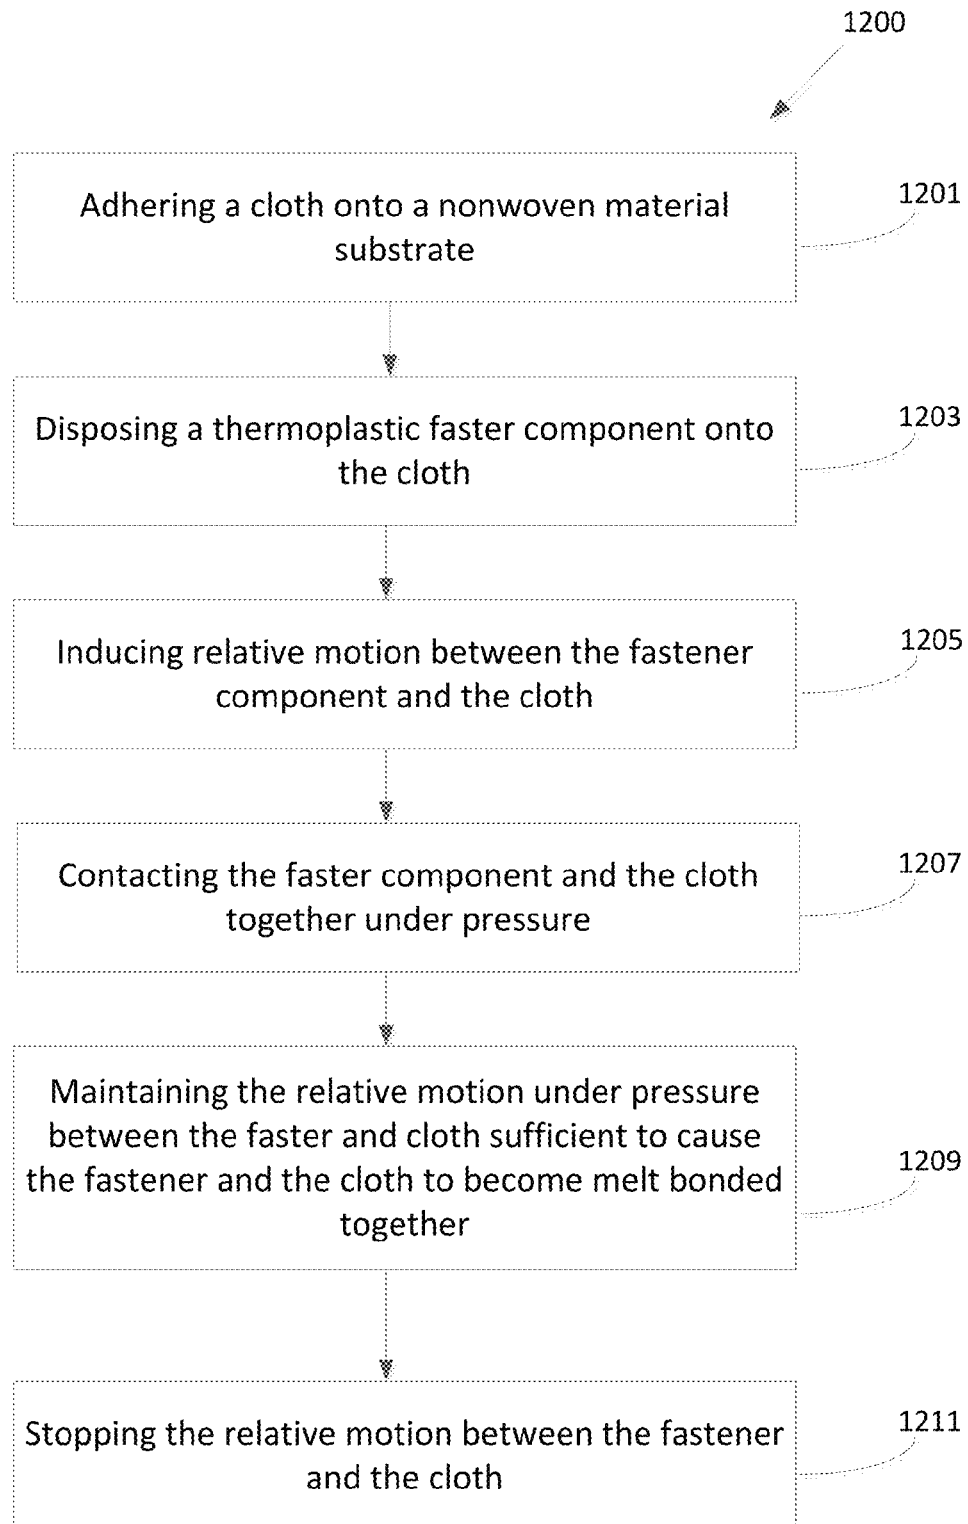 1200
Adhering a cloth onto a nonwoven material
substrate
1201
Disposing a thermoplastic faster component onto
the cloth
1203
Inducing relative motion between the fastener
component and the cloth
1205
Contacting the faster component and the cloth
together under pressure
1207
Maintaining the relative motion under pressure
between the faster and cloth sufficient to cause
the fastener and the cloth to become melt bonded
together
1209
Stopping the relative motion between the fastener
and the cloth
1211